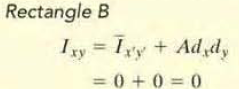 Rectangle B
I_xy = Ī_x'y' + Ad_xd_y
= 0 + 0 = 0